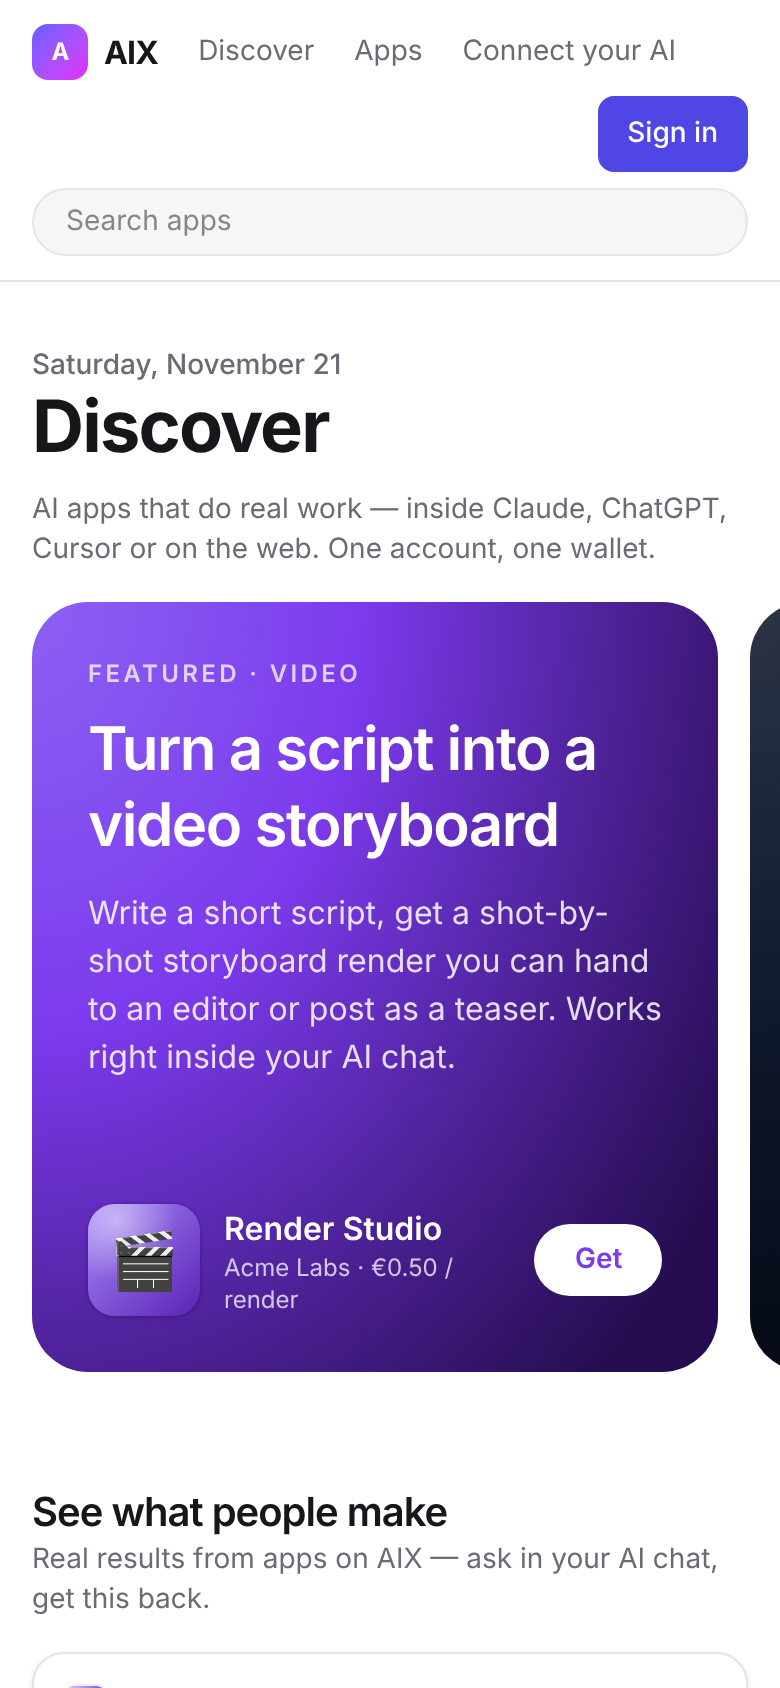 A
AIX
Discover
Apps
Connect your AI
Sign in
Search apps
Saturday, November 21
Discover
AI apps that do real work — inside Claude, ChatGPT,
Cursor or on the web. One account, one wallet.
FEATURED · VIDEO
Turn a script into a
video storyboard
Write a short script, get a shot-by-
shot storyboard render you can hand
to an editor or post as a teaser. Works
right inside your AI chat.
Render Studio
Acme Labs · €0.50 /
render
Get
See what people make
Real results from apps on AIX — ask in your AI chat,
get this back.